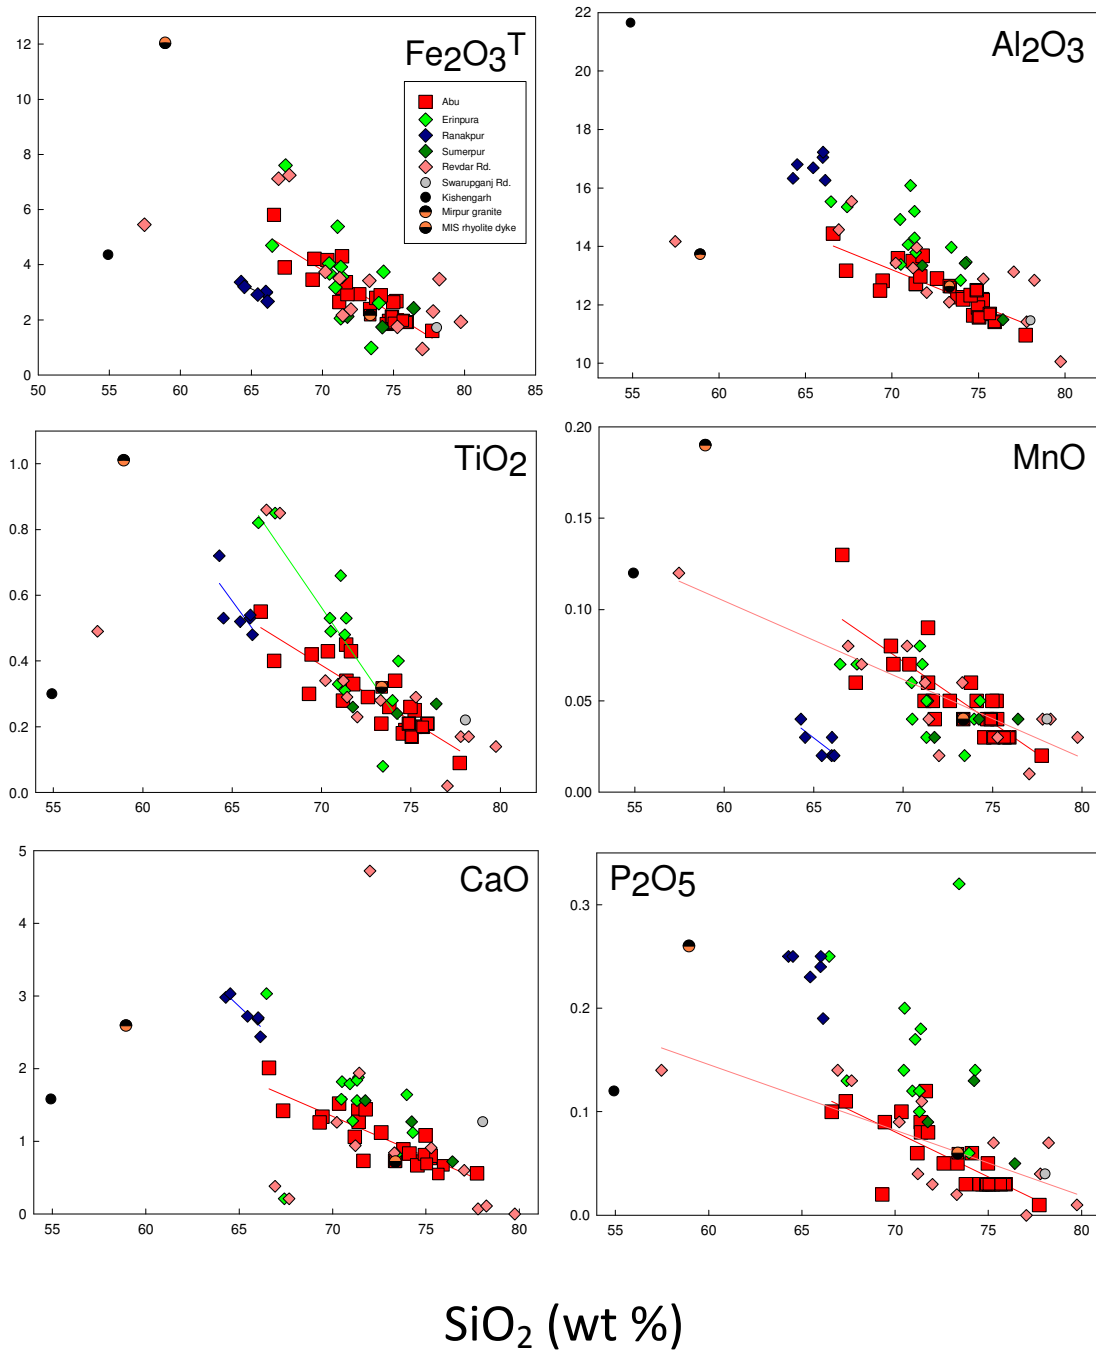 Fe2O3T
12
10
8
6
4
2
0
50 55 60 65 70 75 80 85
Abu
Erinpura
Ranakpur
Sumerpur
Revdar Rd.
Swarupganj Rd.
Kishengarh
Mirpur granite
MIS rhyolite dyke
Al2O3
22
20
18
16
14
12
10
55 60 65 70 75 80
TiO2
1.0
0.8
0.6
0.4
0.2
0.0
55 60 65 70 75 80
MnO
0.20
0.15
0.10
0.05
0.00
55 60 65 70 75 80
CaO
5
4
3
2
1
0
55 60 65 70 75 80
P2O5
0.3
0.2
0.1
0.0
55 60 65 70 75 80
SiO2 (wt %)